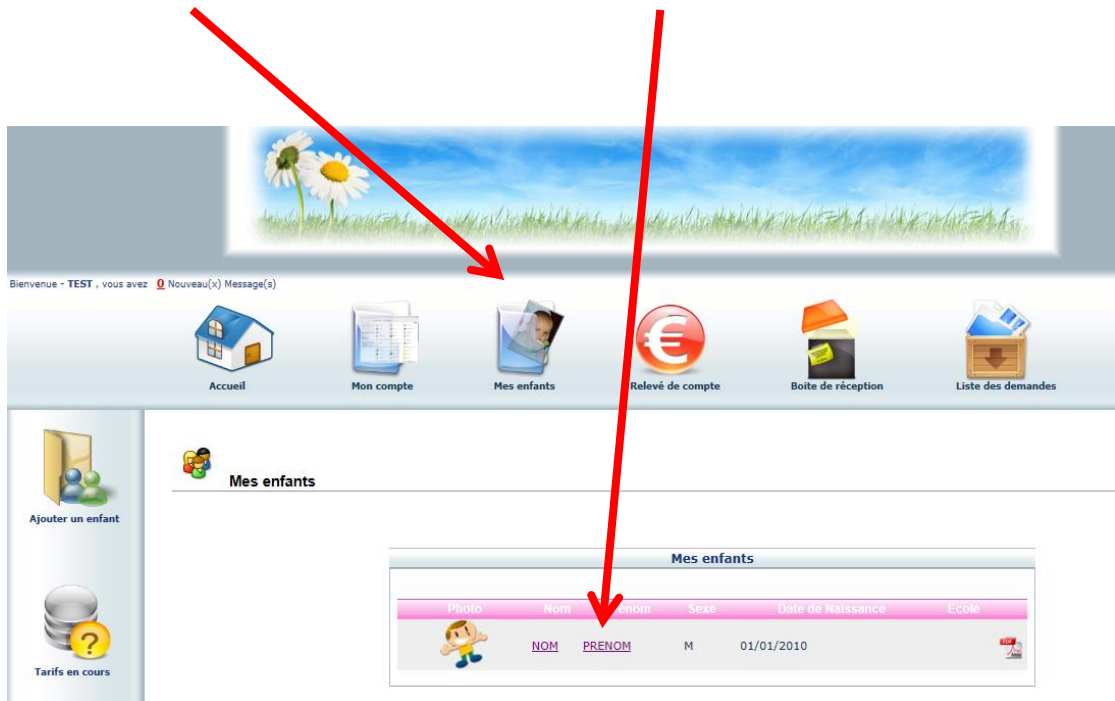 Bienvenue - TEST , vous avez 0 Nouveau(x) Message(s)
Accueil Mon compte Mes enfants Relevé de compte Boite de réception Liste des demandes
Mes enfants
Ajouter un enfant
Mes enfants
Photo Nom Prenom Sexe Date de Naissance Ecole
NOM PRENOM M 01/01/2010
Tarifs en cours